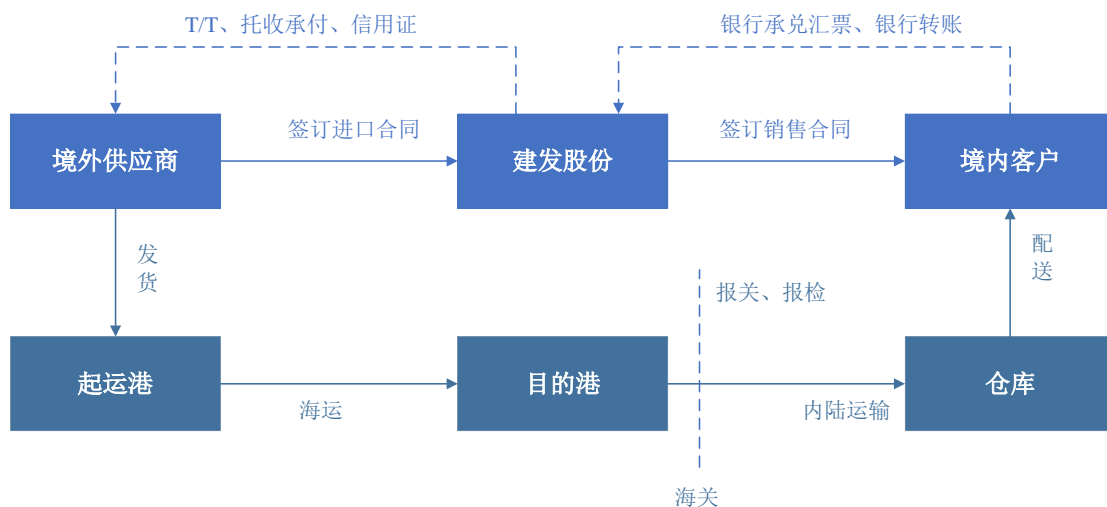 T/T、托收承付、信用证
银行承兑汇票、银行转账
境外供应商
签订进口合同
建发股份
签订销售合同
境内客户
发
货
配
送
报关、报检
起运港
海运
目的港
内陆运输
仓库
海关